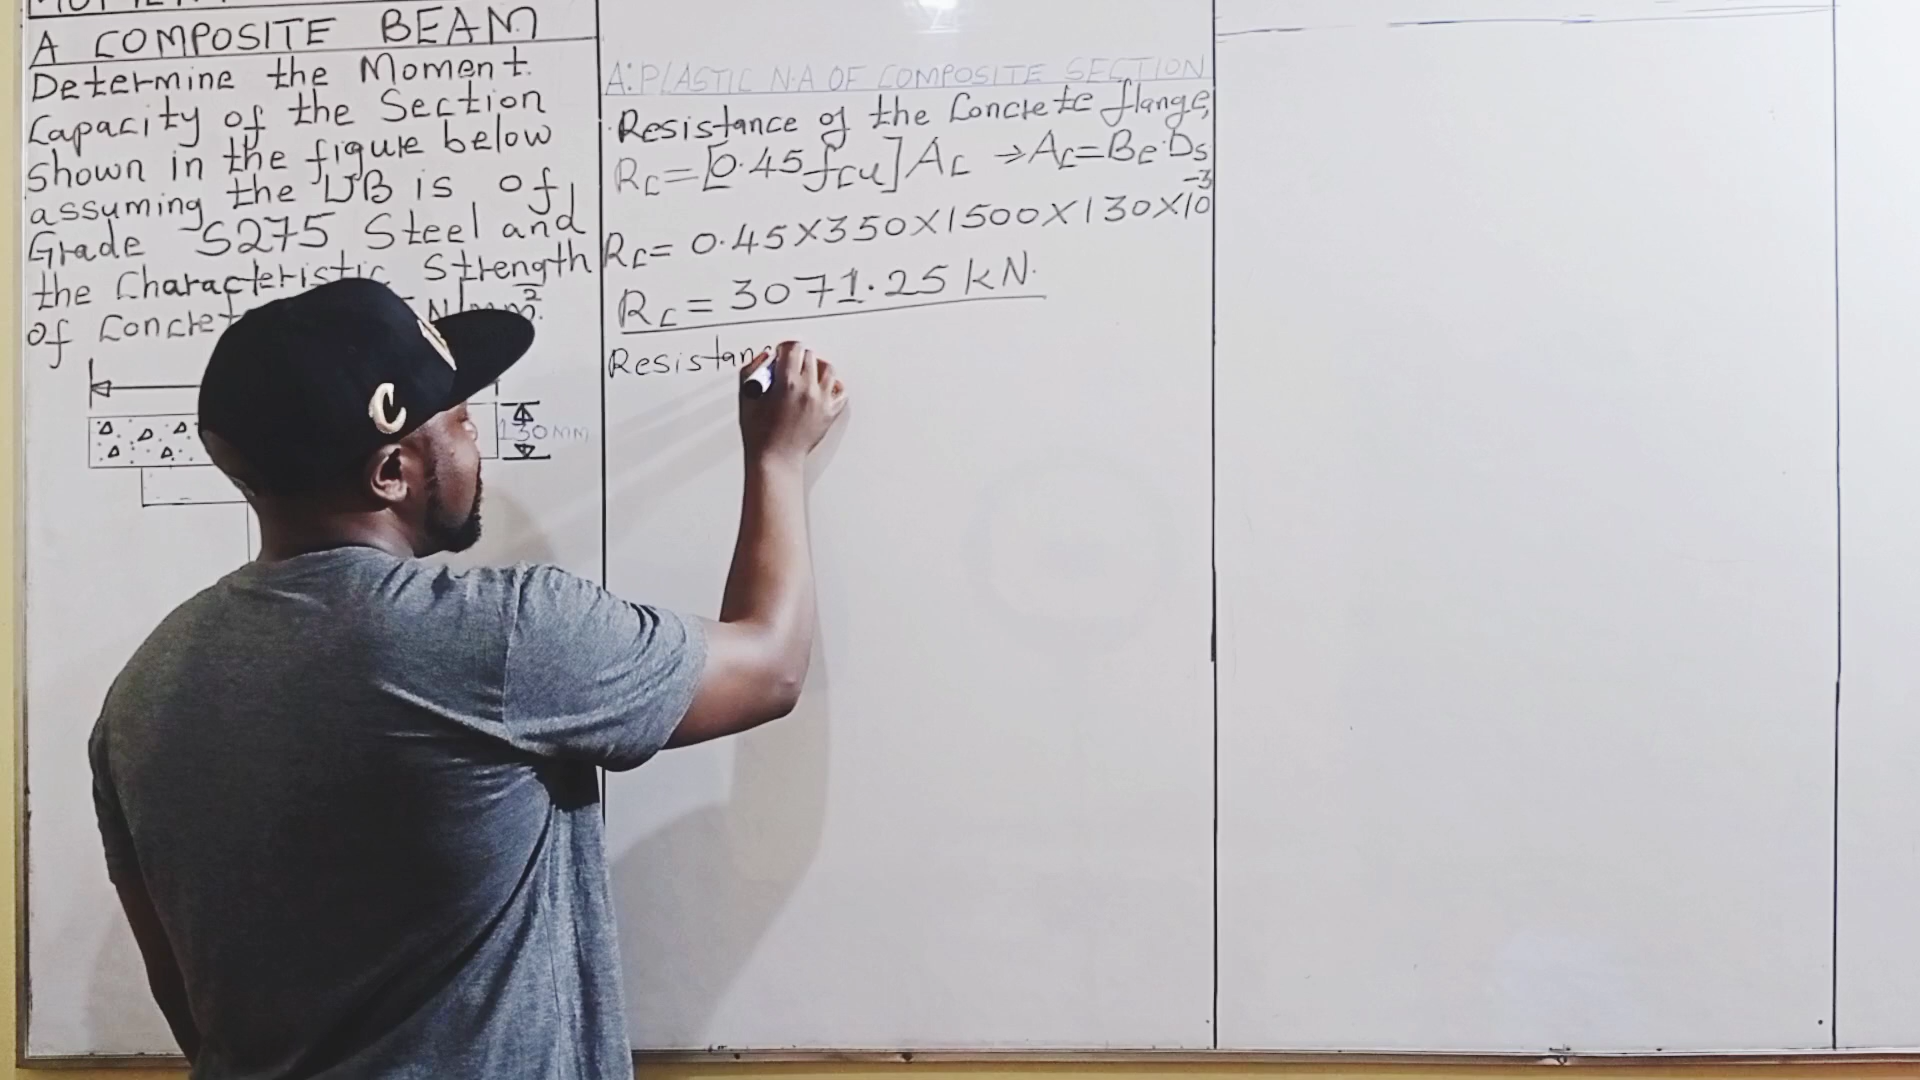 A COMPOSITE BEAM
Determine the Moment
Capacity of the Section
Shown in the figure below
assuming the UB is of
Grade S275 Steel and
the Characteristic Strength
of Concret N/mm².
130MM
A: PLASTIC N.A OF COMPOSITE SECTION
Resistance of the Concrete flange,
Rc = [0.45fcu]Ac → Ac = BE.Ds
Rc = 0.45×350×1500×130×10⁻³
Rc = 3071.25 kN.
Resistan
C